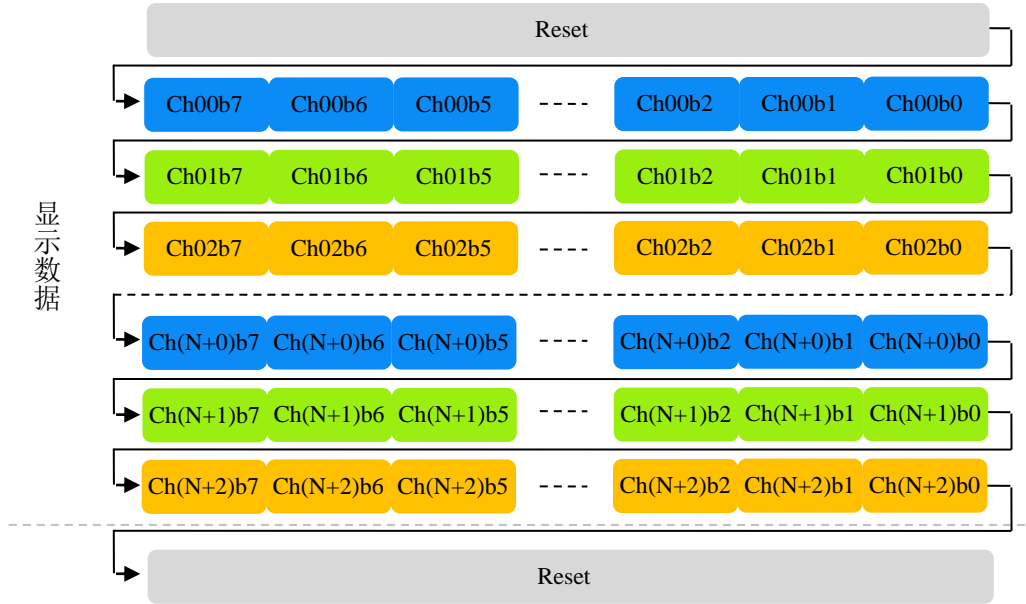 Reset
Ch00b7 Ch00b6 Ch00b5 ---- Ch00b2 Ch00b1 Ch00b0
Ch01b7 Ch01b6 Ch01b5 ---- Ch01b2 Ch01b1 Ch01b0
Ch02b7 Ch02b6 Ch02b5 ---- Ch02b2 Ch02b1 Ch02b0
显示数据
Ch(N+0)b7 Ch(N+0)b6 Ch(N+0)b5 ---- Ch(N+0)b2 Ch(N+0)b1 Ch(N+0)b0
Ch(N+1)b7 Ch(N+1)b6 Ch(N+1)b5 ---- Ch(N+1)b2 Ch(N+1)b1 Ch(N+1)b0
Ch(N+2)b7 Ch(N+2)b6 Ch(N+2)b5 ---- Ch(N+2)b2 Ch(N+2)b1 Ch(N+2)b0
Reset